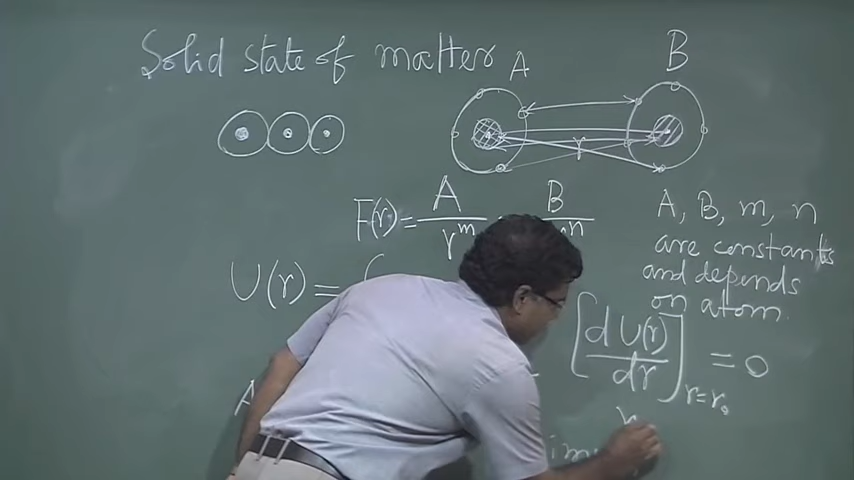 Solid state of matter
A B
r
F(r) = A/r^m B/r^n
A, B, m, n
are constants
and depends
on atom.
U(r) = (
[dU(r)/dr]r=r₀ = 0
A